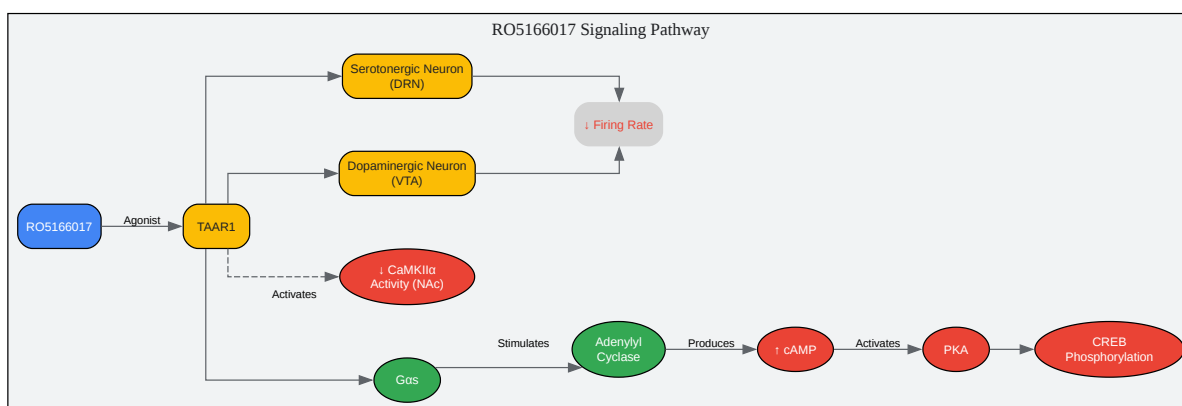 RO5166017 Signaling Pathway
Serotonergic Neuron
(DRN)
↓ Firing Rate
Dopaminergic Neuron
(VTA)
RO5166017
Agonist
TAAR1
↓ CaMKIIα
Activity (NAc)
Activates
Stimulates
Adenylyl
Cyclase
Produces
↑ cAMP
Activates
PKA
CREB
Phosphorylation
Gαs